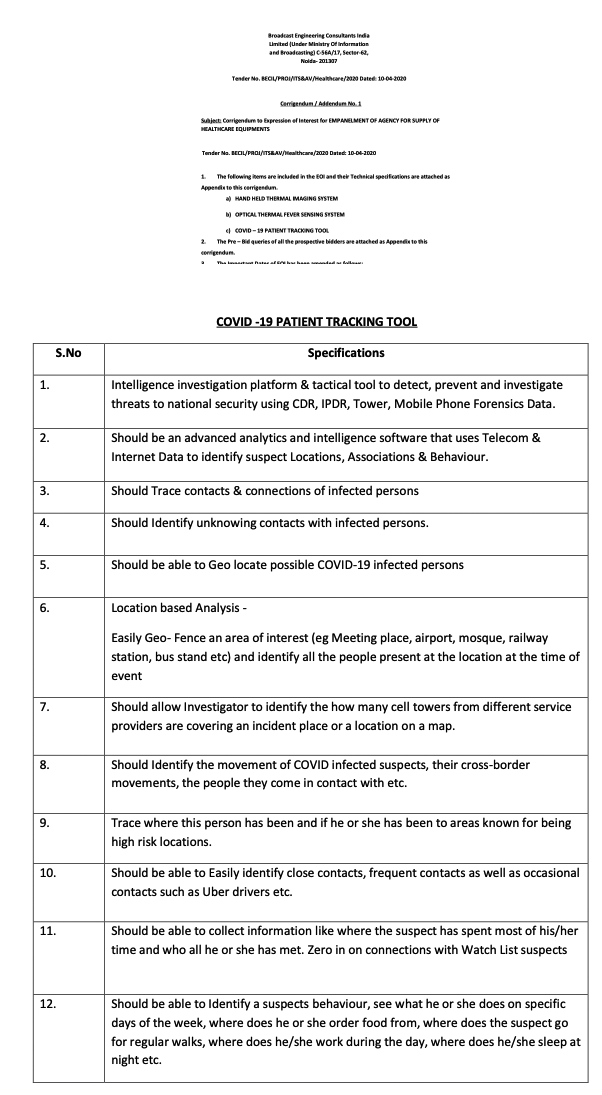 Broadcast Engineering Consultants India
Limited (Under Ministry Of Information
and Broadcasting) C-56A/17, Sector-62,
Noida- 201307
Tender No. BECIL/PROJ/ITS&AV/Healthcare/2020 Dated: 10-04-2020
Corrigendum / Addendum No. 1
Subject: Corrigendum to Expression of Interest for EMPANELMENT OF AGENCY FOR SUPPLY OF
HEALTHCARE EQUIPMENTS
Tender No. BECIL/PROJ/ITS&AV/Healthcare/2020 Dated: 10-04-2020
1. The following items are included in the EOI and their Technical specifications are attached as
Appendix to this corrigendum.
a) HAND HELD THERMAL IMAGING SYSTEM
b) OPTICAL THERMAL FEVER SENSING SYSTEM
c) COVID – 19 PATIENT TRACKING TOOL
2. The Pre – Bid queries of all the prospective bidders are attached as Appendix to this
corrigendum.
3. The Important Dates of EOI has been amended as follows:
COVID -19 PATIENT TRACKING TOOL
S.No Specifications
1. Intelligence investigation platform & tactical tool to detect, prevent and investigate
threats to national security using CDR, IPDR, Tower, Mobile Phone Forensics Data.
2. Should be an advanced analytics and intelligence software that uses Telecom &
Internet Data to identify suspect Locations, Associations & Behaviour.
3. Should Trace contacts & connections of infected persons
4. Should Identify unknowing contacts with infected persons.
5. Should be able to Geo locate possible COVID-19 infected persons
6. Location based Analysis -
Easily Geo- Fence an area of interest (eg Meeting place, airport, mosque, railway
station, bus stand etc) and identify all the people present at the location at the time of
event
7. Should allow Investigator to identify the how many cell towers from different service
providers are covering an incident place or a location on a map.
8. Should Identify the movement of COVID infected suspects, their cross-border
movements, the people they come in contact with etc.
9. Trace where this person has been and if he or she has been to areas known for being
high risk locations.
10. Should be able to Easily identify close contacts, frequent contacts as well as occasional
contacts such as Uber drivers etc.
11. Should be able to collect information like where the suspect has spent most of his/her
time and who all he or she has met. Zero in on connections with Watch List suspects
12. Should be able to Identify a suspects behaviour, see what he or she does on specific
days of the week, where does he or she order food from, where does the suspect go
for regular walks, where does he/she work during the day, where does he/she sleep at
night etc.